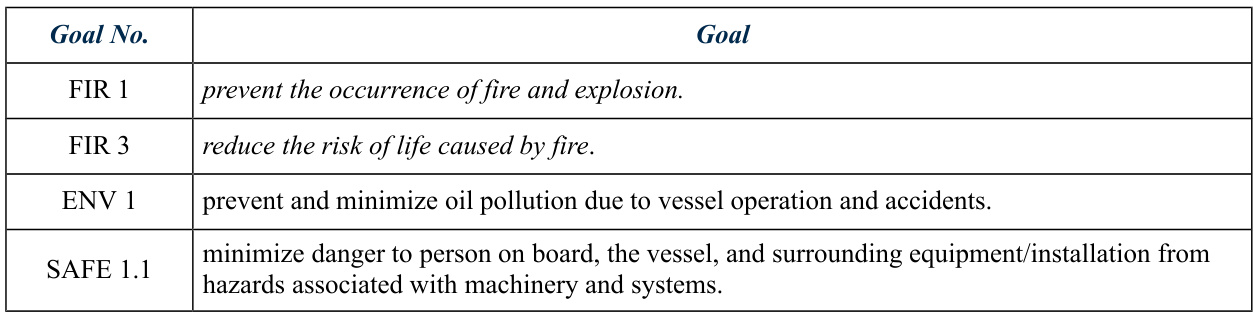 Goal No. Goal
FIR 1 prevent the occurrence of fire and explosion.
FIR 3 reduce the risk of life caused by fire.
ENV 1 prevent and minimize oil pollution due to vessel operation and accidents.
SAFE 1.1 minimize danger to person on board, the vessel, and surrounding equipment/installation from
hazards associated with machinery and systems.